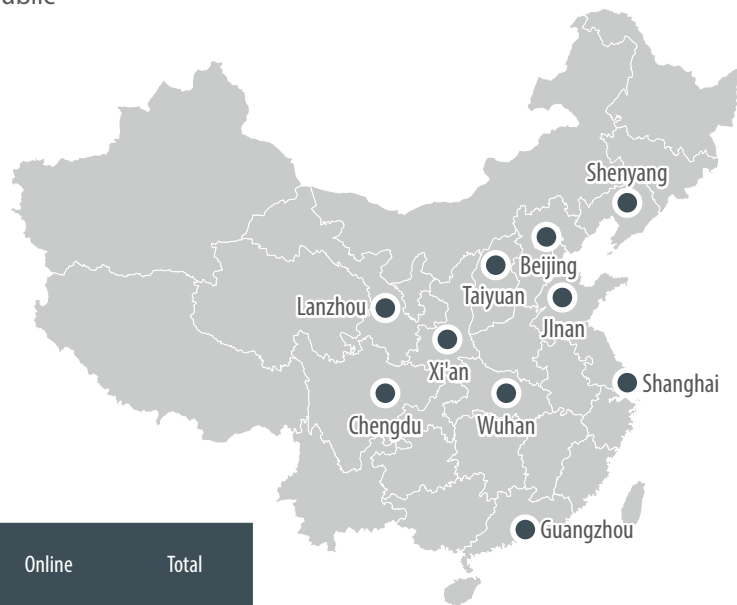 ublic
Shenyang
Beijing
Taiyuan
Lanzhou
JInan
Xi'an
Shanghai
Chengdu
Wuhan
Guangzhou
Online Total